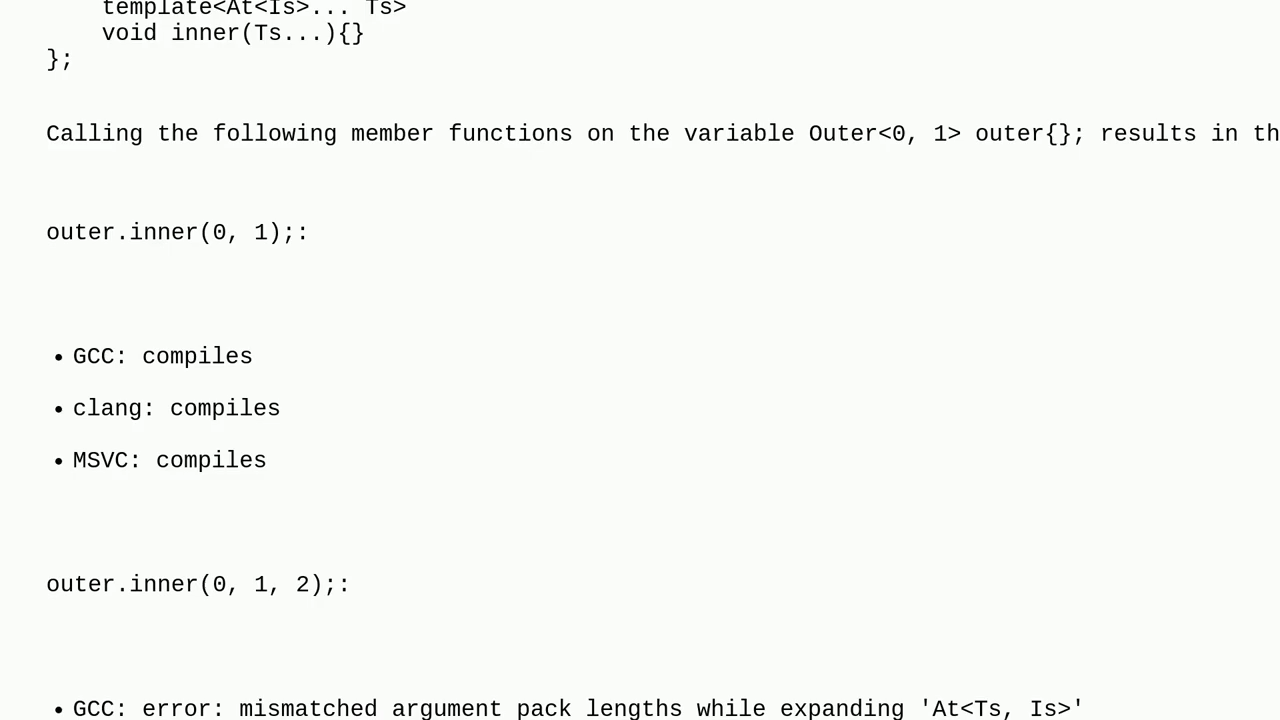 template<At<Is>... Ts>
void inner(Ts...){}
};
Calling the following member functions on the variable Outer<0, 1> outer{}; results in th
outer.inner(0, 1);:
• GCC: compiles
• clang: compiles
• MSVC: compiles
outer.inner(0, 1, 2);:
• GCC: error: mismatched argument pack lengths while expanding 'At<Ts, Is>'